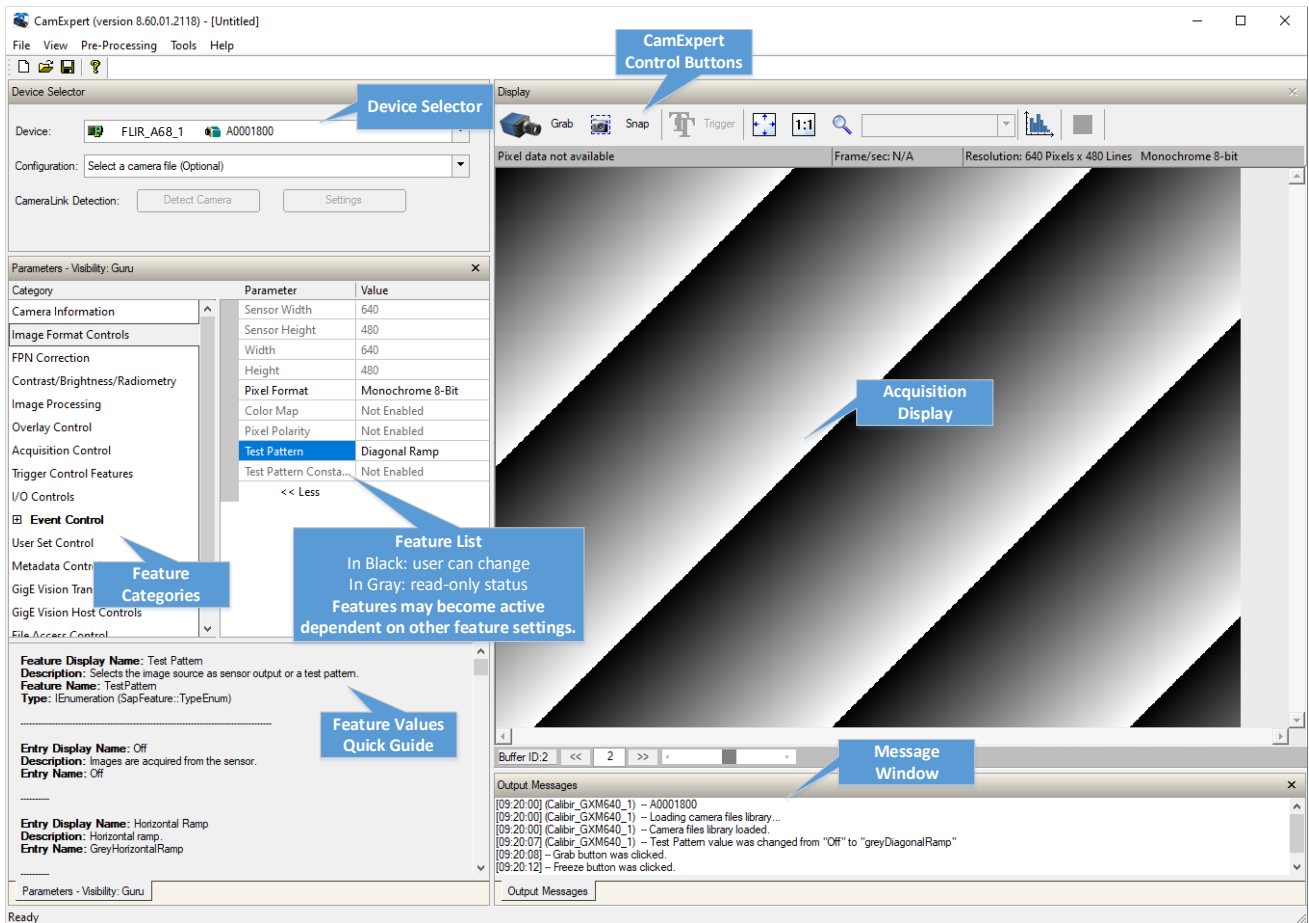 CamExpert (version 8.60.01.2118) - [Untitled]
File View Pre-Processing Tools Help
CamExpert
Control Buttons
Device Selector
Device Selector
Device: FLIR_A68_1 A0001800
Configuration: Select a camera file (Optional)
CameraLink Detection: Detect Camera Settings
Display
Grab Snap Trigger 1:1
Pixel data not available Frame/sec: N/A Resolution: 640 Pixels x 480 Lines Monochrome 8-bit
Parameters - Visibility: Guru
Category
Camera Information
Image Format Controls
FPN Correction
Contrast/Brightness/Radiometry
Image Processing
Overlay Control
Acquisition Control
Trigger Control Features
I/O Controls
Event Control
User Set Control
Metadata Contr
GigE Vision Tran
GigE Vision Host Controls
File Access Control
Parameter Value
Sensor Width 640
Sensor Height 480
Width 640
Height 480
Pixel Format Monochrome 8-Bit
Color Map Not Enabled
Pixel Polarity Not Enabled
Test Pattern Diagonal Ramp
Test Pattern Consta... Not Enabled
<< Less
Feature List
In Black: user can change
In Gray: read-only status
Features may become active
dependent on other feature settings.
Feature
Categories
Acquisition
Display
Feature Display Name: Test Pattern
Description: Selects the image source as sensor output or a test pattern.
Feature Name: TestPattern
Type: IEnumeration (SapFeature::TypeEnum)
Entry Display Name: Off
Description: Images are acquired from the sensor.
Entry Name: Off
Entry Display Name: Horizontal Ramp
Description: Horizontal ramp.
Entry Name: GreyHorizontalRamp
Feature Values
Quick Guide
Parameters - Visibility: Guru
Buffer ID:2 << 2 >>
Message
Window
Output Messages
[09:20:00] (Calibir_GXM640_1) -- A0001800
[09:20:00] (Calibir_GXM640_1) -- Loading camera files library...
[09:20:00] (Calibir_GXM640_1) -- Camera files library loaded.
[09:20:07] (Calibir_GXM640_1) -- Test Pattern value was changed from "Off" to "greyDiagonalRamp"
[09:20:08] -- Grab button was clicked.
[09:20:12] -- Freeze button was clicked.
Output Messages
Ready